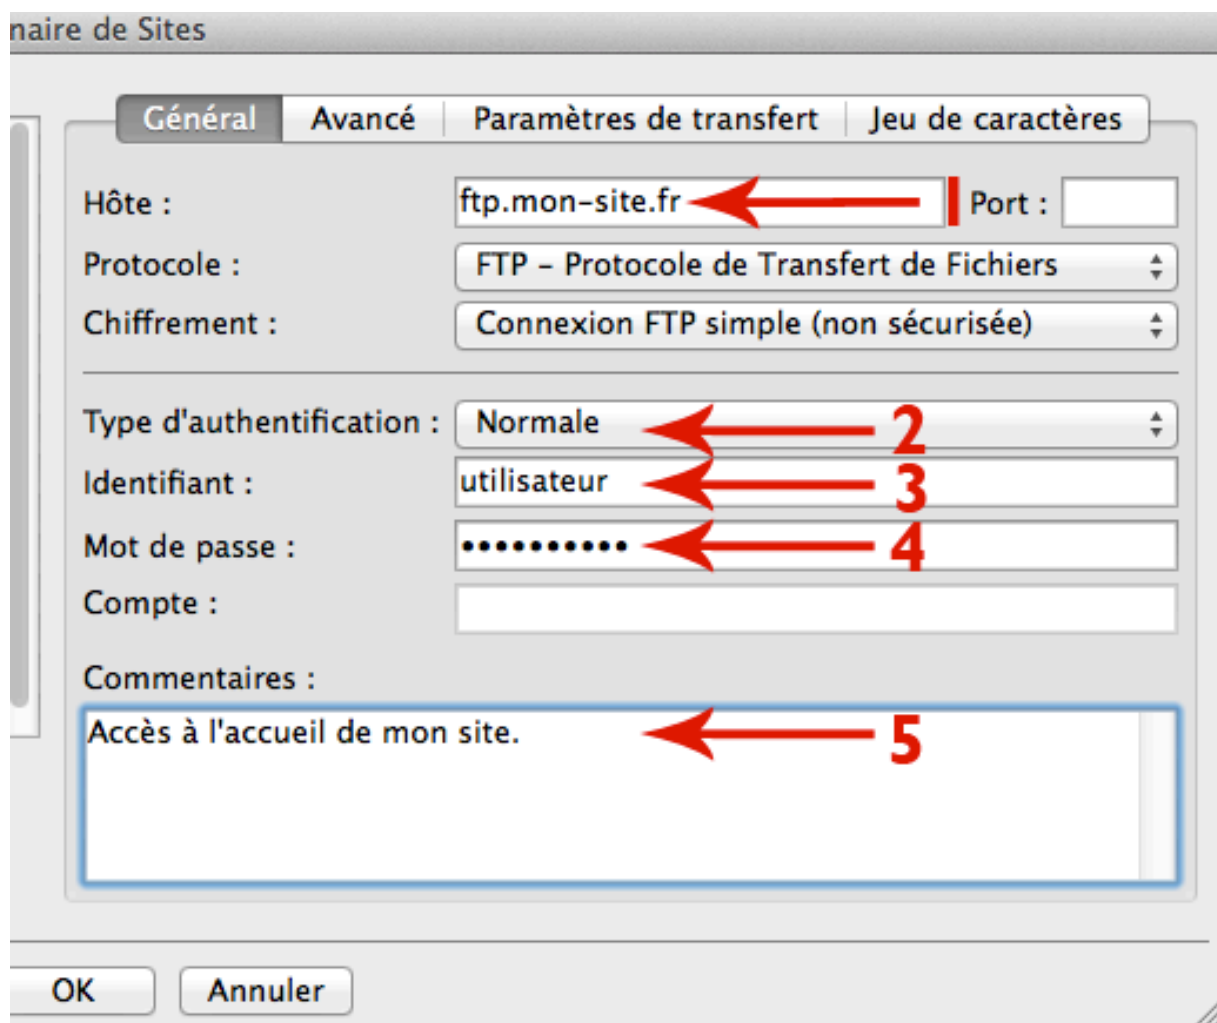 naire de Sites
Général Avancé Paramètres de transfert Jeu de caractères
Hôte : ftp.mon-site.fr 1 Port :
Protocole : FTP – Protocole de Transfert de Fichiers
Chiffrement : Connexion FTP simple (non sécurisée)
Type d'authentification : Normale 2
Identifiant : utilisateur 3
Mot de passe : •••••••••• 4
Compte :
Commentaires :
Accès à l'accueil de mon site. 5
OK Annuler